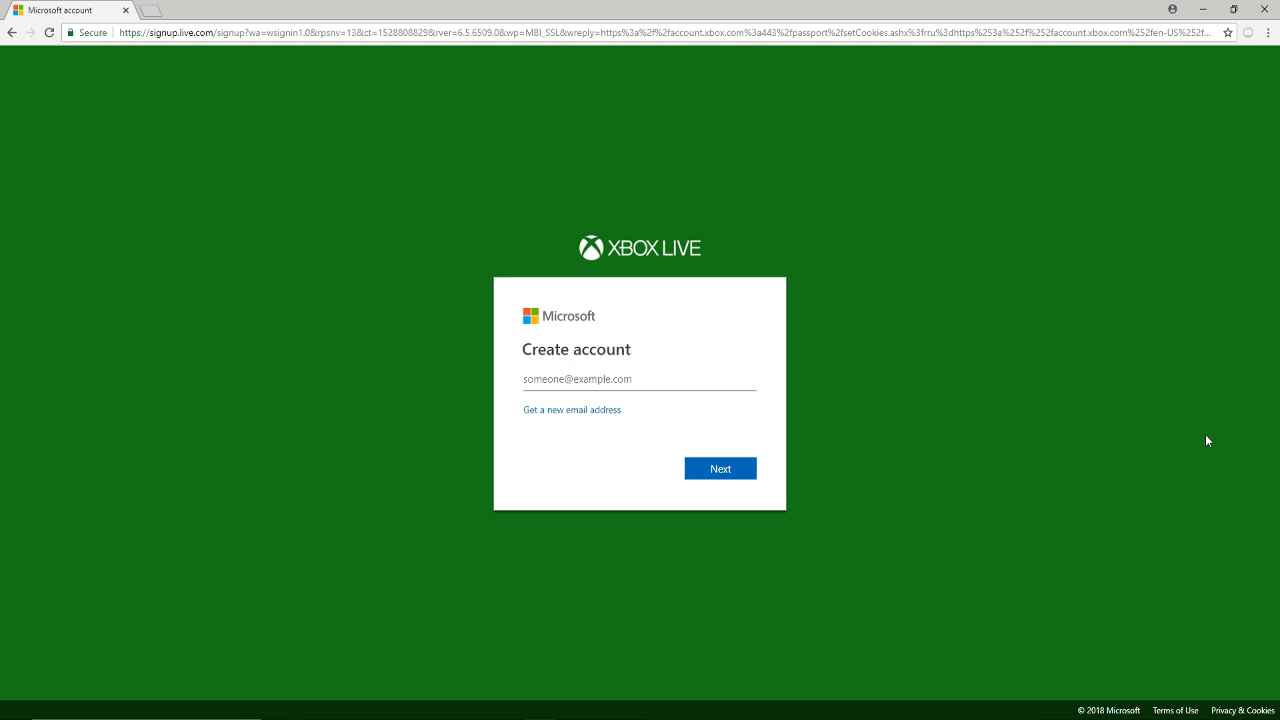 Microsoft account
Secure https://signup.live.com/signup?wa=wsignin1.0&rpsnv=13&ct=1528808829&rver=6.5.6509.0&wp=MBI_SSL&wreply=https%3a%2f%2faccount.xbox.com%3a443%2fpassport%2fsetCookies.ashx%3frru%3dhttps%253a%252f%252faccount.xbox.com%252fen-US%252f...
XBOX LIVE
Microsoft
Create account
someone@example.com
Get a new email address
Next
© 2018 Microsoft Terms of Use Privacy & Cookies